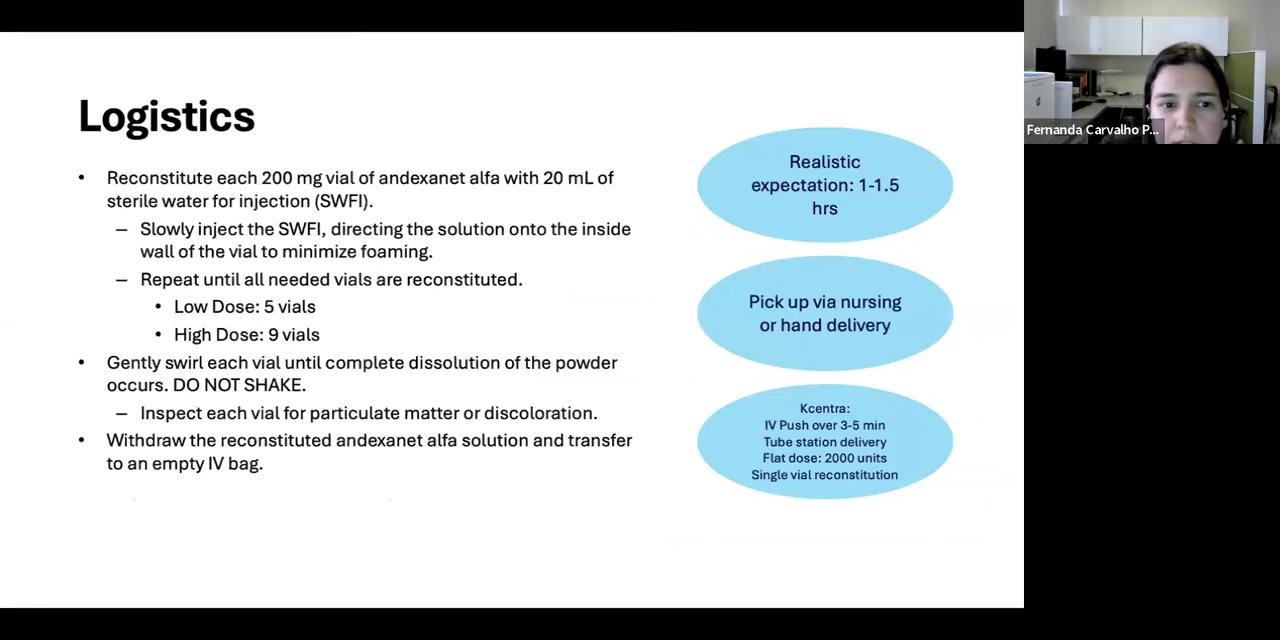 Logistics
• Reconstitute each 200 mg vial of andexanet alfa with 20 mL of
sterile water for injection (SWFI).
– Slowly inject the SWFI, directing the solution onto the inside
wall of the vial to minimize foaming.
– Repeat until all needed vials are reconstituted.
• Low Dose: 5 vials
• High Dose: 9 vials
• Gently swirl each vial until complete dissolution of the powder
occurs. DO NOT SHAKE.
– Inspect each vial for particulate matter or discoloration.
• Withdraw the reconstituted andexanet alfa solution and transfer
to an empty IV bag.
Realistic
expectation: 1-1.5
hrs
Pick up via nursing
or hand delivery
Kcentra:
IV Push over 3-5 min
Tube station delivery
Flat dose: 2000 units
Single vial reconstitution
Fernanda Carvalho P...